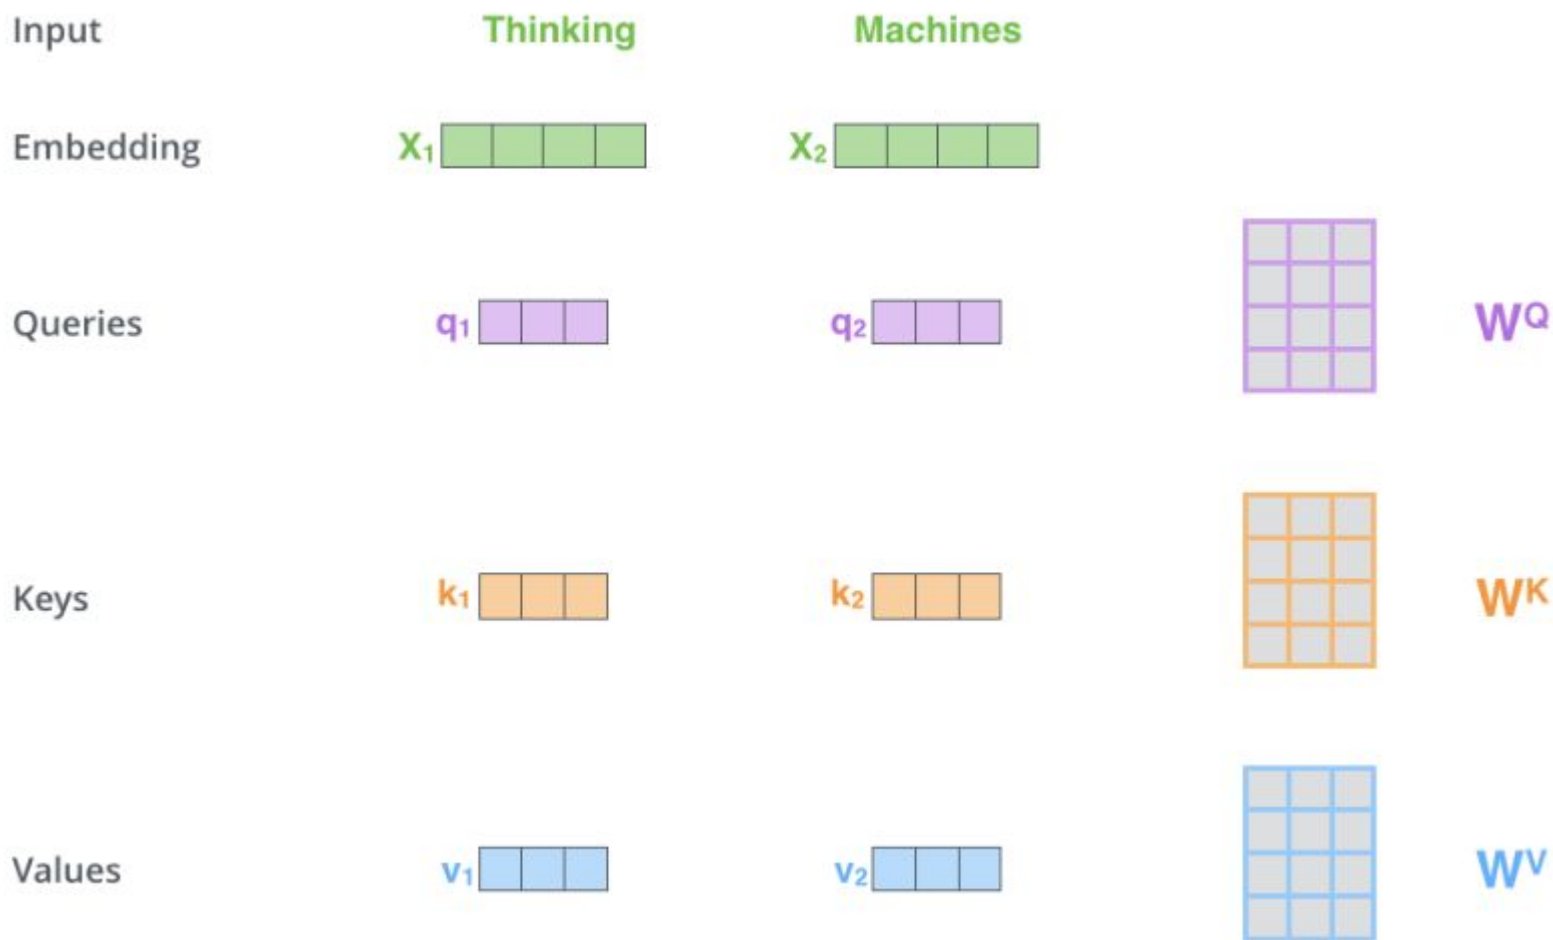 Input Thinking Machines
Embedding X1 X2
Queries q1 q2 WQ
Keys k1 k2 WK
Values v1 v2 WV